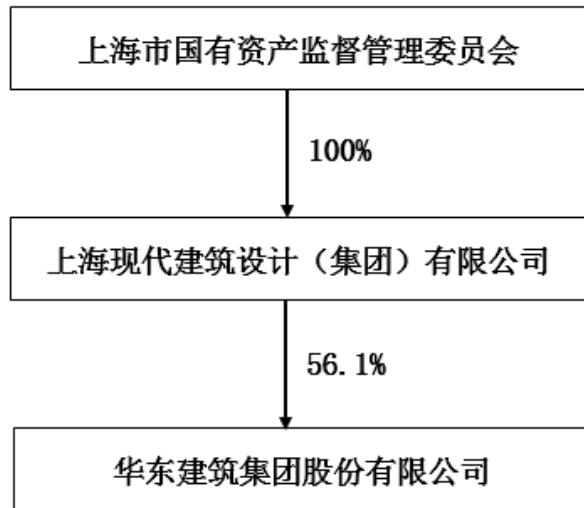 上海市国有资产监督管理委员会
100%
上海现代建筑设计（集团）有限公司
56.1%
华东建筑集团股份有限公司